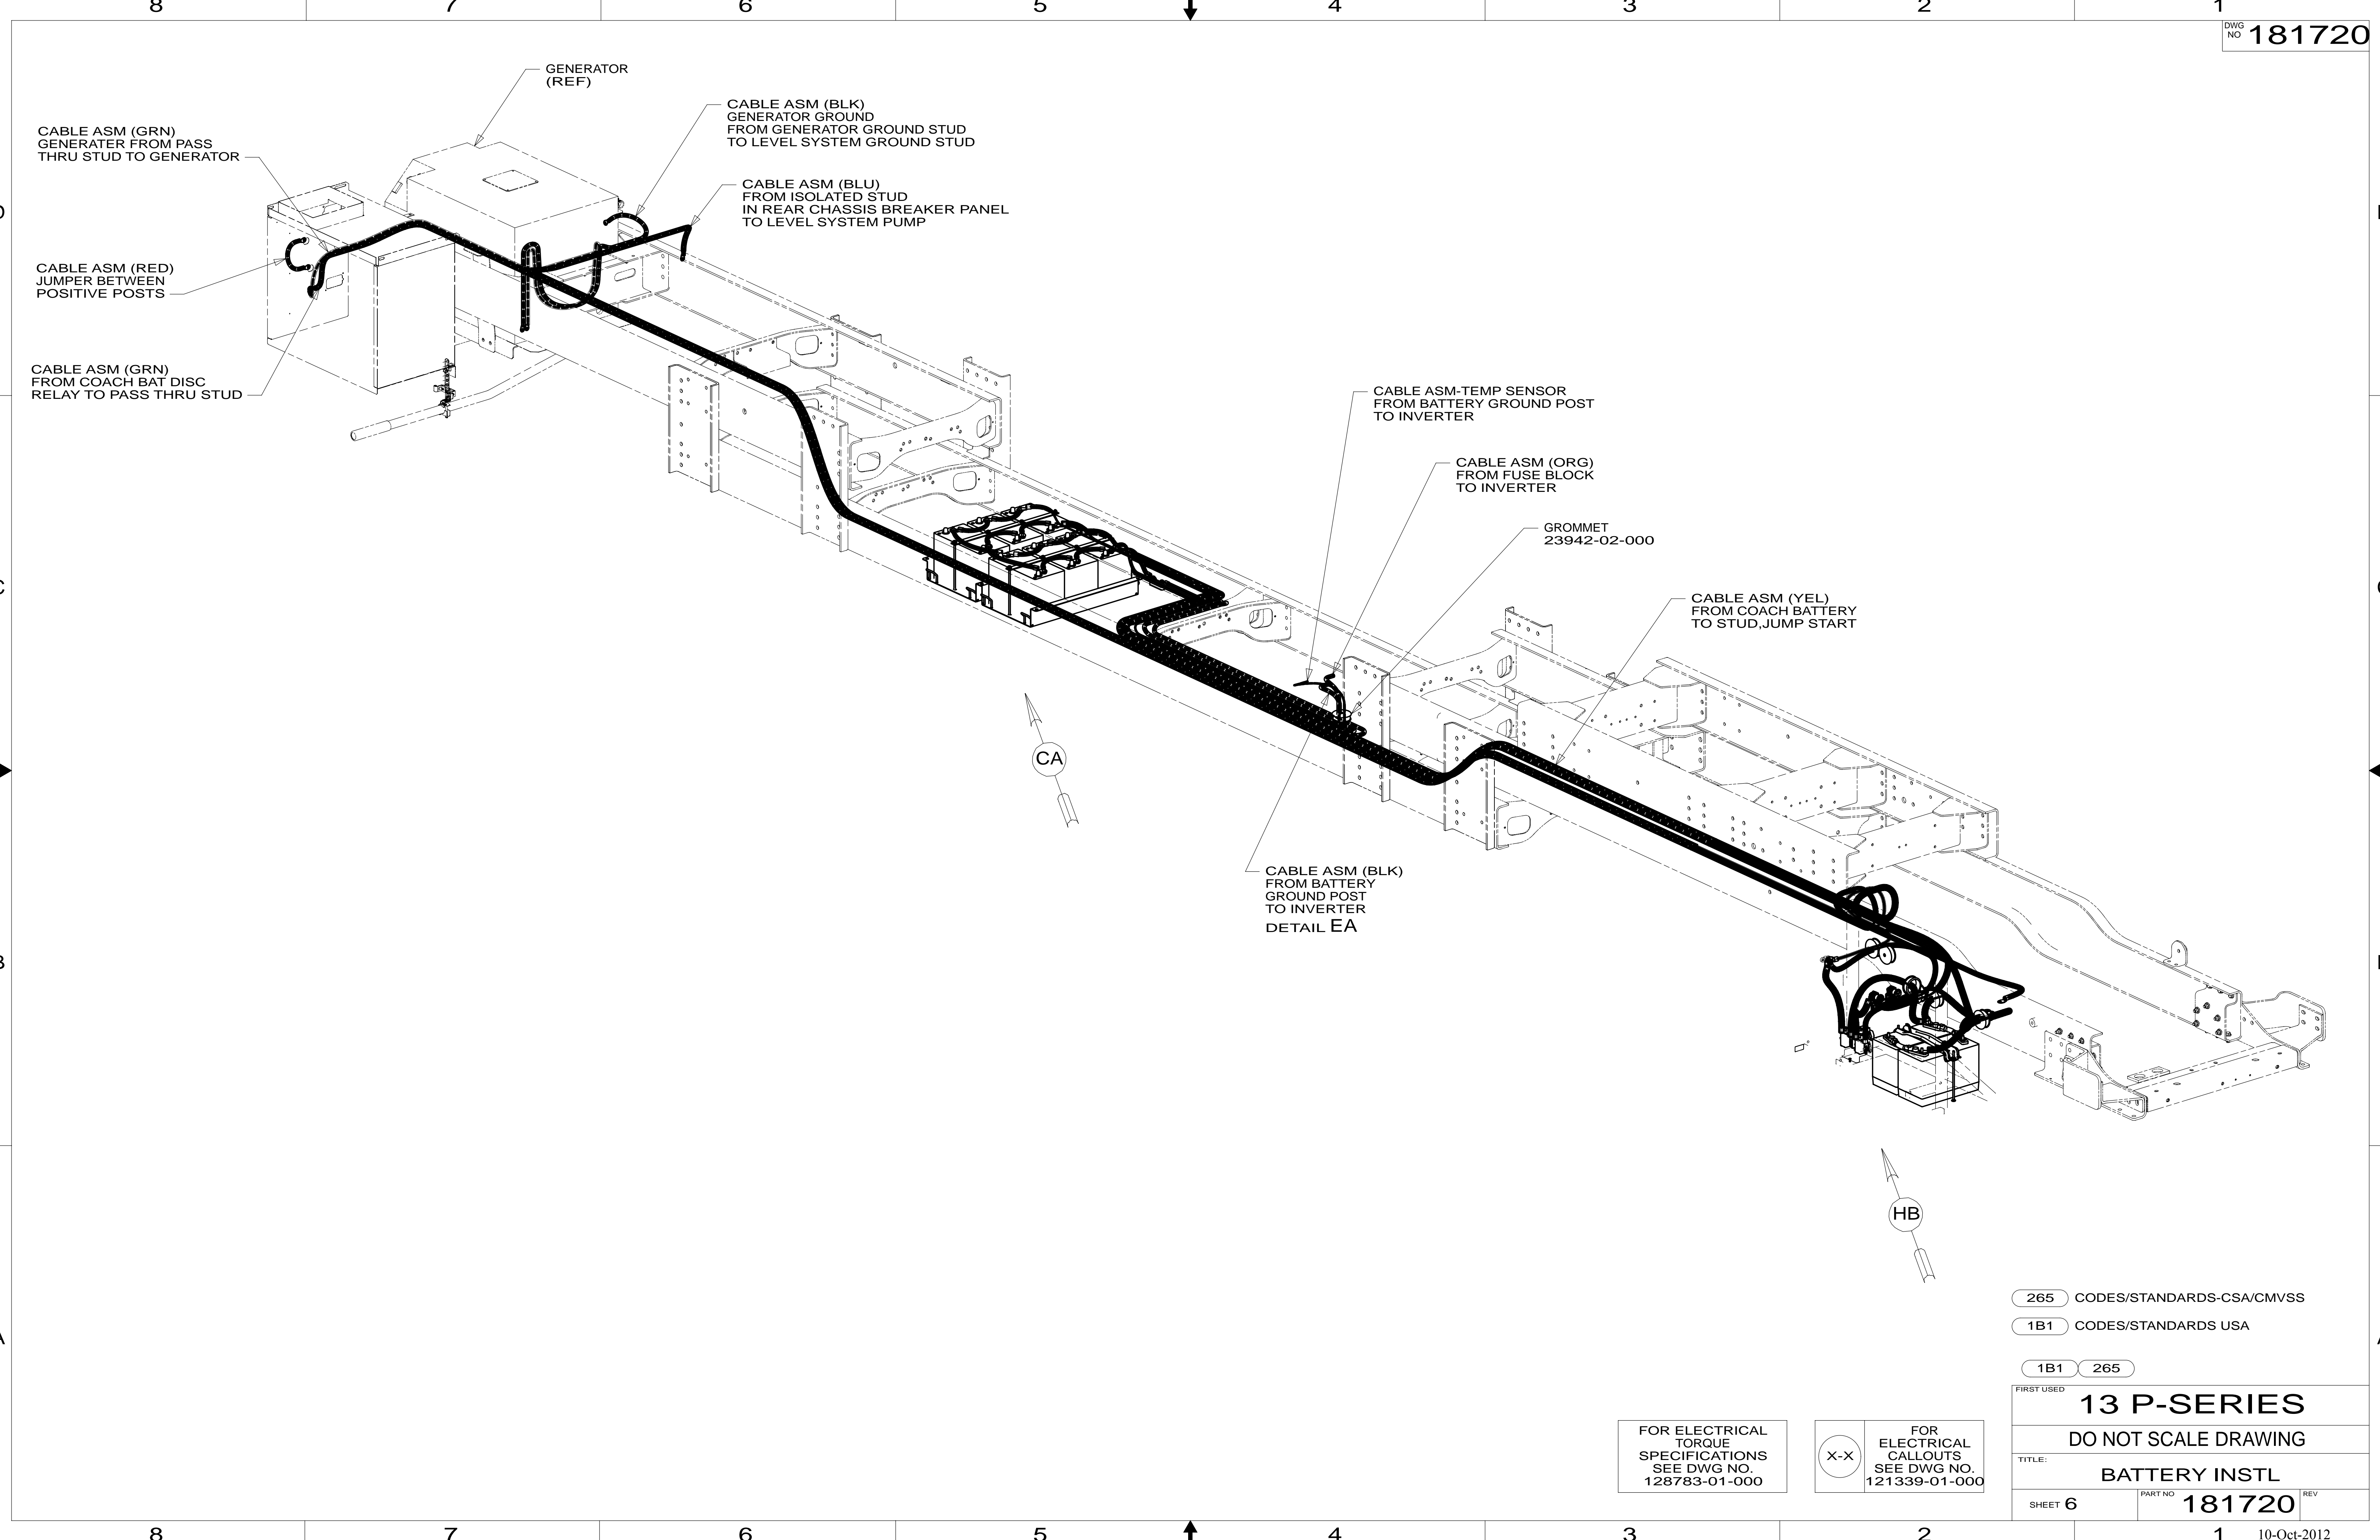 8 7 6 5 4 3 2 1
DWG
NO 181720
GENERATOR
(REF)
CABLE ASM (BLK)
GENERATOR GROUND
FROM GENERATOR GROUND STUD
TO LEVEL SYSTEM GROUND STUD
CABLE ASM (GRN)
GENERATER FROM PASS
THRU STUD TO GENERATOR
CABLE ASM (BLU)
FROM ISOLATED STUD
IN REAR CHASSIS BREAKER PANEL
TO LEVEL SYSTEM PUMP
CABLE ASM (RED)
JUMPER BETWEEN
POSITIVE POSTS
CABLE ASM (GRN)
FROM COACH BAT DISC
RELAY TO PASS THRU STUD
CABLE ASM-TEMP SENSOR
FROM BATTERY GROUND POST
TO INVERTER
CABLE ASM (ORG)
FROM FUSE BLOCK
TO INVERTER
GROMMET
23942-02-000
CABLE ASM (YEL)
FROM COACH BATTERY
TO STUD,JUMP START
CA
CABLE ASM (BLK)
FROM BATTERY
GROUND POST
TO INVERTER
DETAIL EA
HB
265 CODES/STANDARDS-CSA/CMVSS
1B1 CODES/STANDARDS USA
1B1 265
FIRST USED
13 P-SERIES
DO NOT SCALE DRAWING
TITLE:
BATTERY INSTL
SHEET 6
PART NO 181720
REV
FOR ELECTRICAL
TORQUE
SPECIFICATIONS
SEE DWG NO.
128783-01-000
X-X
FOR
ELECTRICAL
CALLOUTS
SEE DWG NO.
121339-01-000
8 7 6 5 4 3 2 1
10-Oct-2012